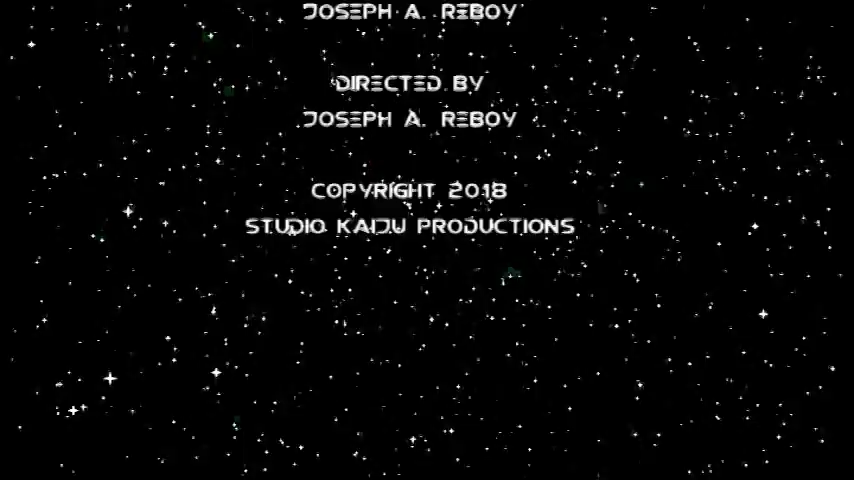 JOSEPH A. REBOY
DIRECTED BY
JOSEPH A. REBOY
COPYRIGHT 2018
STUDIO KAIJU PRODUCTIONS